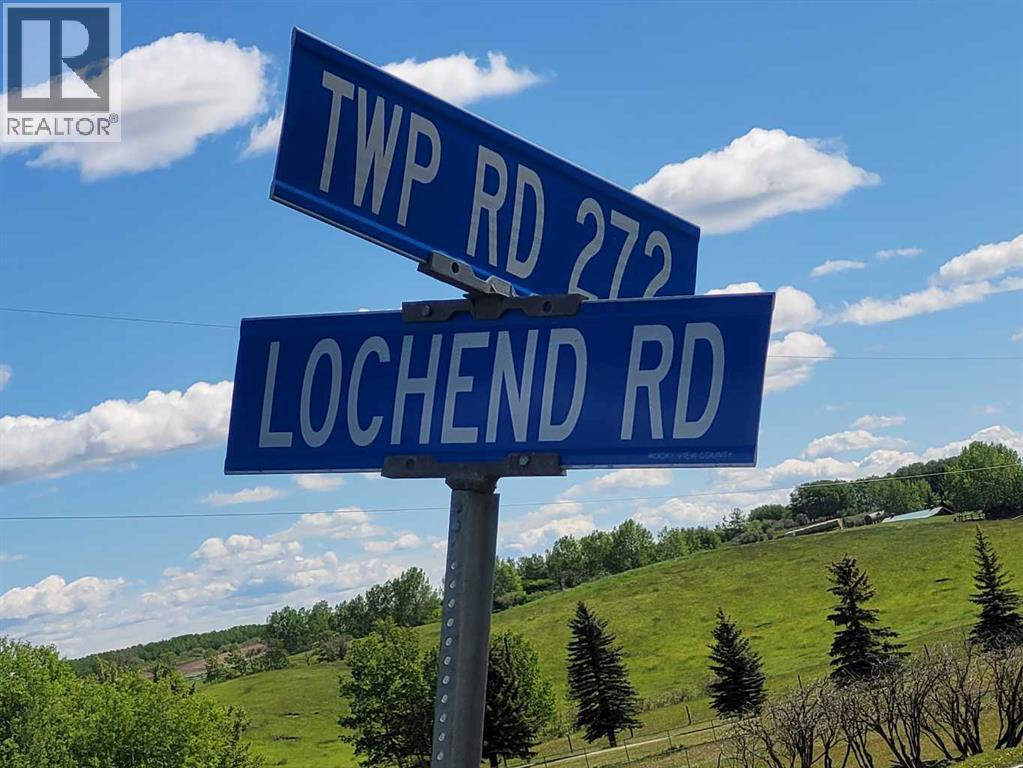 R
REALTOR®
TWP RD 272
LOCHEND RD
ROCKY VIEW COUNTY